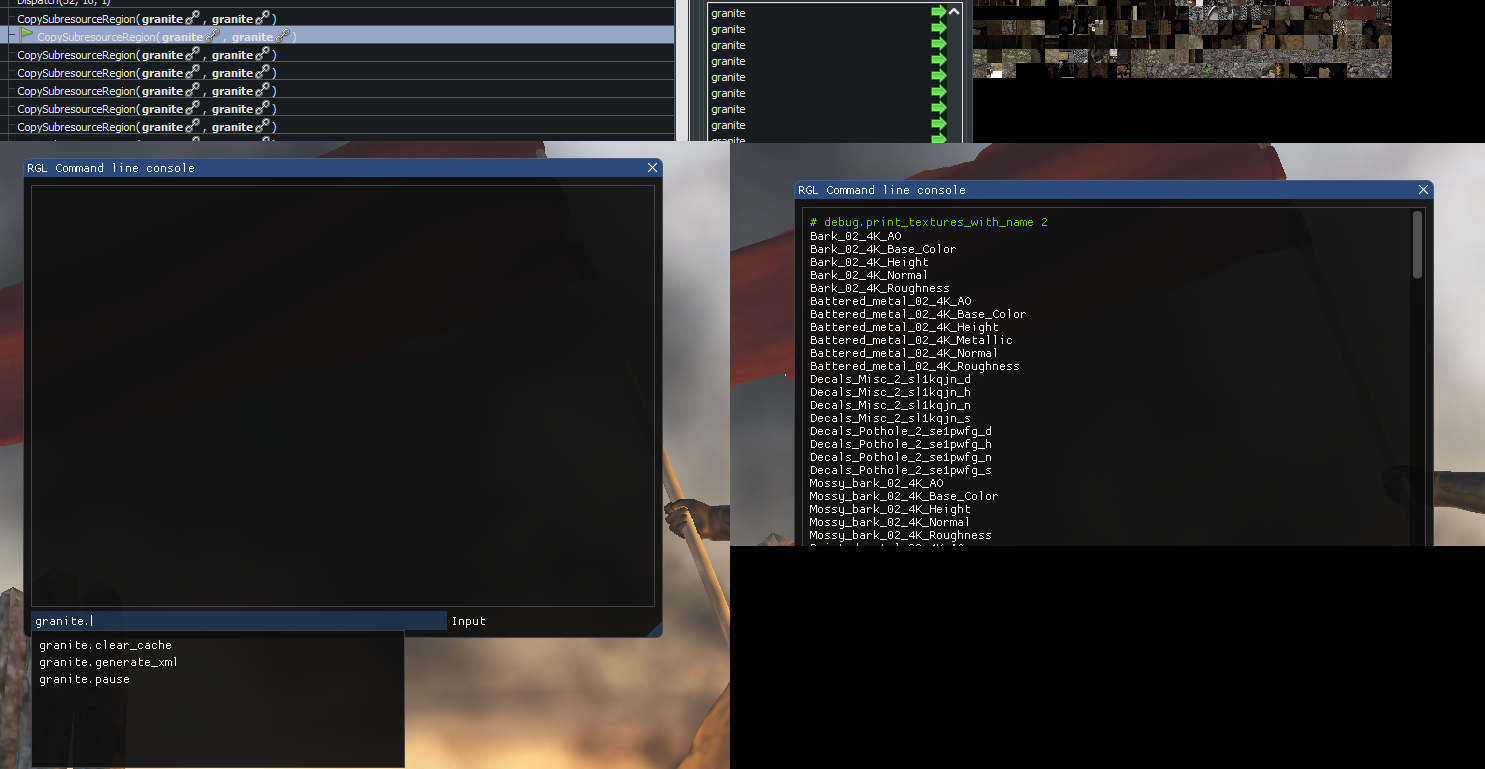 Dispatch(32, 16, 1)
CopySubresourceRegion( granite , granite )
CopySubresourceRegion( granite , granite )
CopySubresourceRegion( granite , granite )
CopySubresourceRegion( granite , granite )
CopySubresourceRegion( granite , granite )
CopySubresourceRegion( granite , granite )
CopySubresourceRegion( granite , granite )
granite
granite
granite
granite
granite
granite
granite
granite
granite
RGL Command line console
granite.
Input
granite.clear_cache
granite.generate_xml
granite.pause
RGL Command line console
# debug.print_textures_with_name 2
Bark_02_4K_AO
Bark_02_4K_Base_Color
Bark_02_4K_Height
Bark_02_4K_Normal
Bark_02_4K_Roughness
Battered_metal_02_4K_AO
Battered_metal_02_4K_Base_Color
Battered_metal_02_4K_Height
Battered_metal_02_4K_Metallic
Battered_metal_02_4K_Normal
Battered_metal_02_4K_Roughness
Decals_Misc_2_sl1kqjn_d
Decals_Misc_2_sl1kqjn_h
Decals_Misc_2_sl1kqjn_n
Decals_Misc_2_sl1kqjn_s
Decals_Pothole_2_se1pwfg_d
Decals_Pothole_2_se1pwfg_h
Decals_Pothole_2_se1pwfg_n
Decals_Pothole_2_se1pwfg_s
Mossy_bark_02_4K_AO
Mossy_bark_02_4K_Base_Color
Mossy_bark_02_4K_Height
Mossy_bark_02_4K_Normal
Mossy_bark_02_4K_Roughness